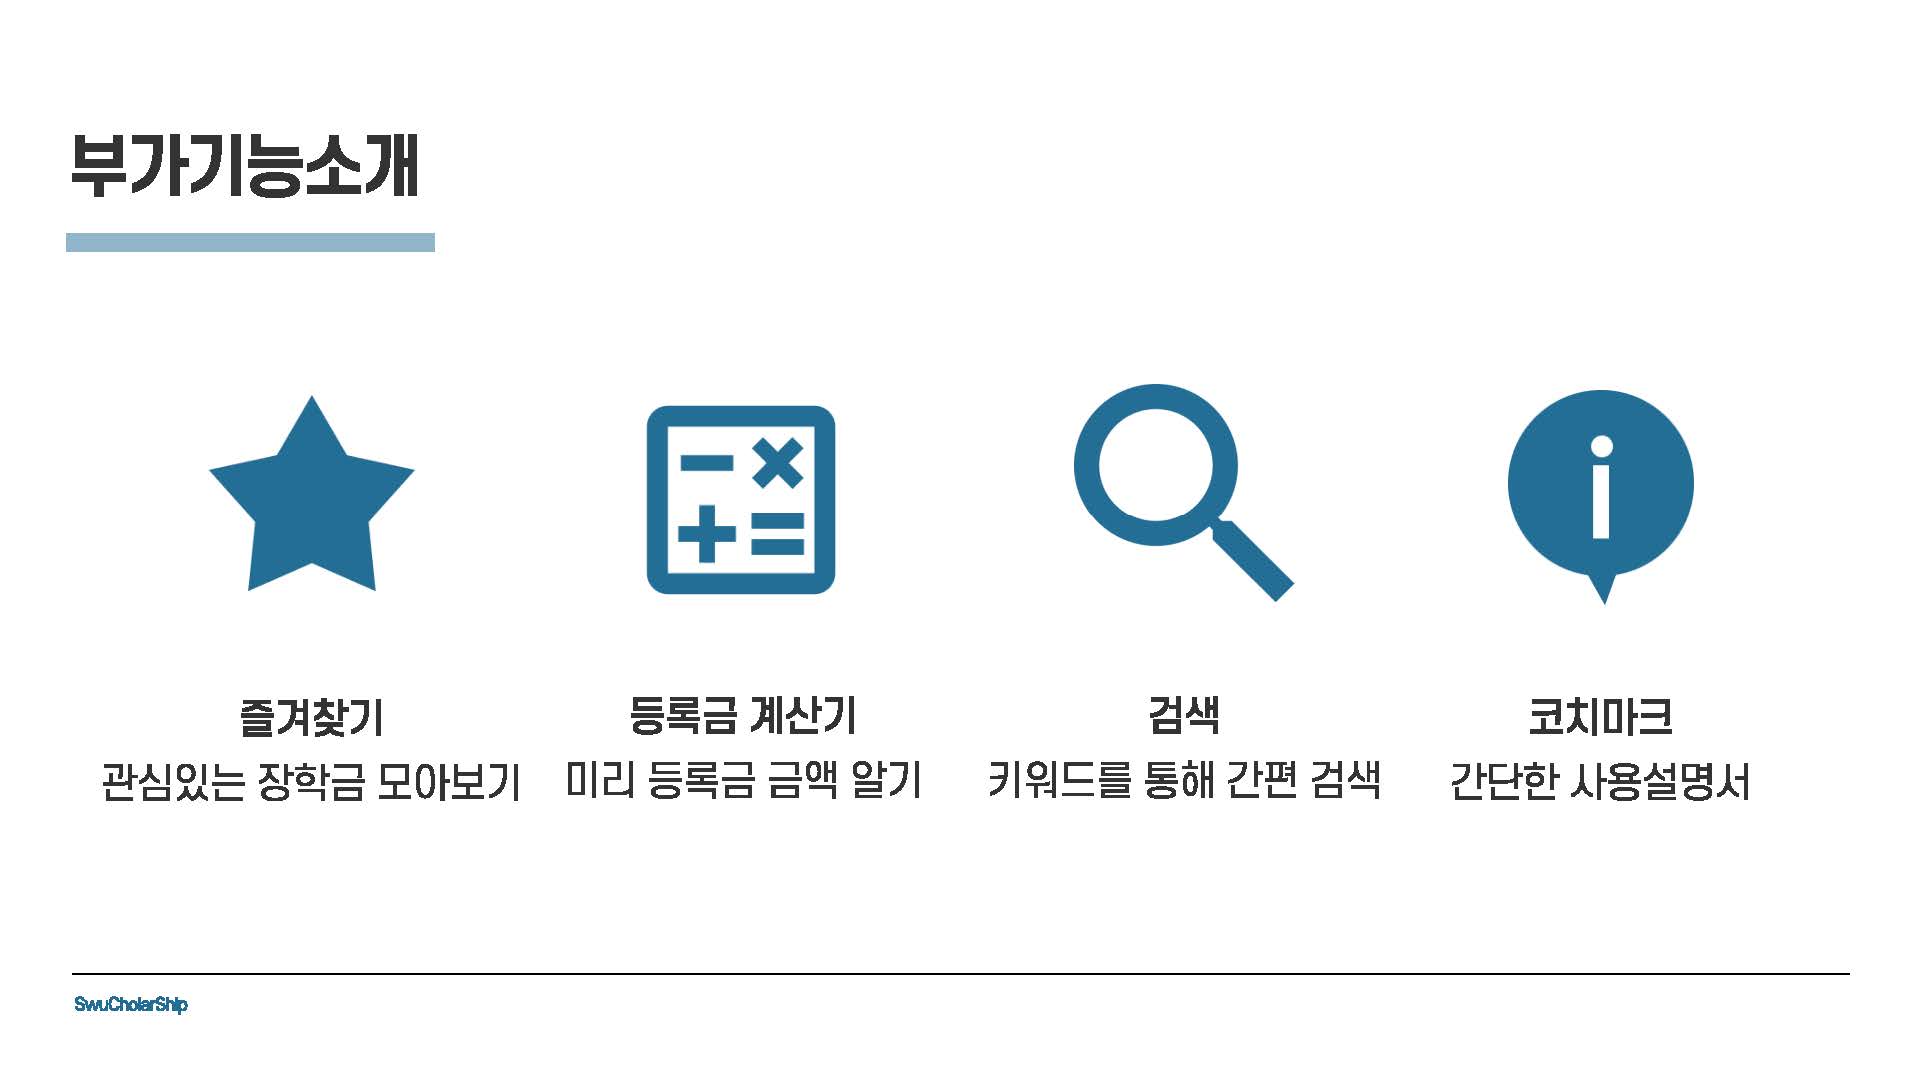 부가기능소개
즐겨찾기
관심있는 장학금 모아보기
등록금 계산기
미리 등록금 금액 알기
검색
키워드를 통해 간편 검색
코치마크
간단한 사용설명서
SwuCholarShip